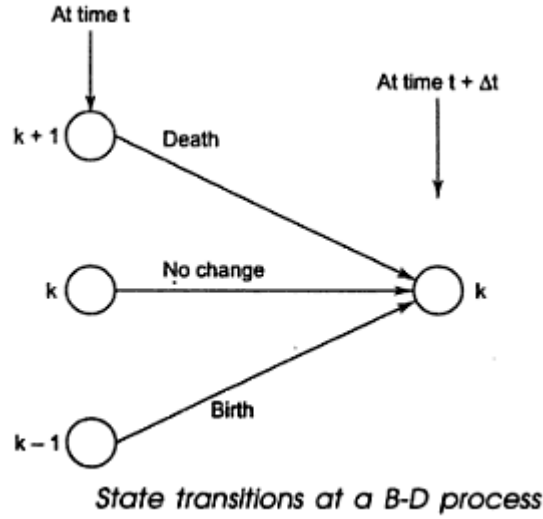 At time t
At time t + Δt
k + 1
Death
No change
k
k
Birth
k – 1
State transitions at a B-D process